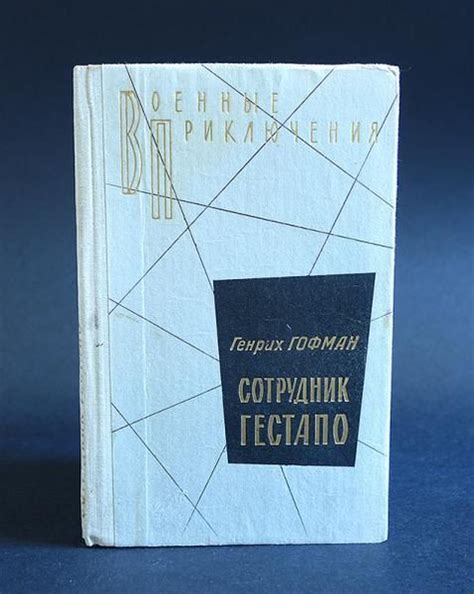 Военные
Приключения
Генрих ГОФМАН
СОТРУДНИК
ГЕСТАПО